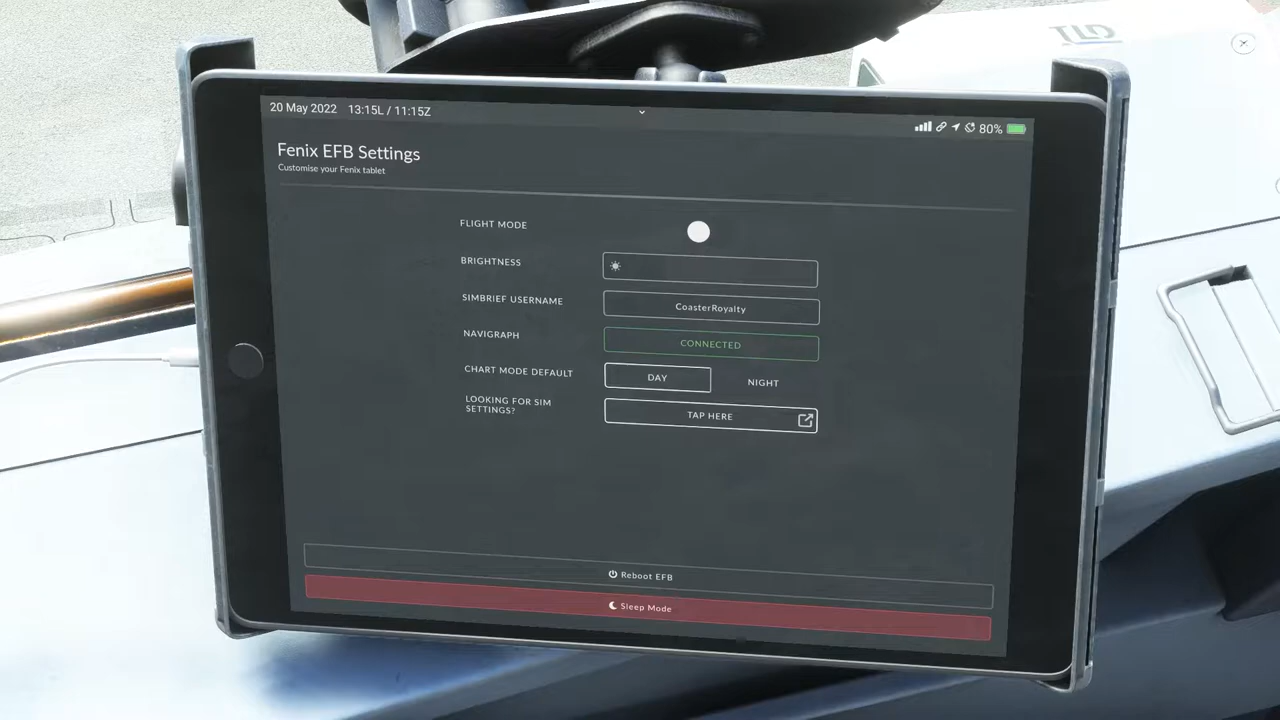 TLD
20 May 2022 13:15L / 11:15Z
80%
Fenix EFB Settings
Customise your Fenix tablet
FLIGHT MODE
BRIGHTNESS
SIMBRIEF USERNAME CoasterRoyalty
NAVIGRAPH CONNECTED
CHART MODE DEFAULT DAY NIGHT
LOOKING FOR SIM
SETTINGS?
TAP HERE
Reboot EFB
Sleep Mode